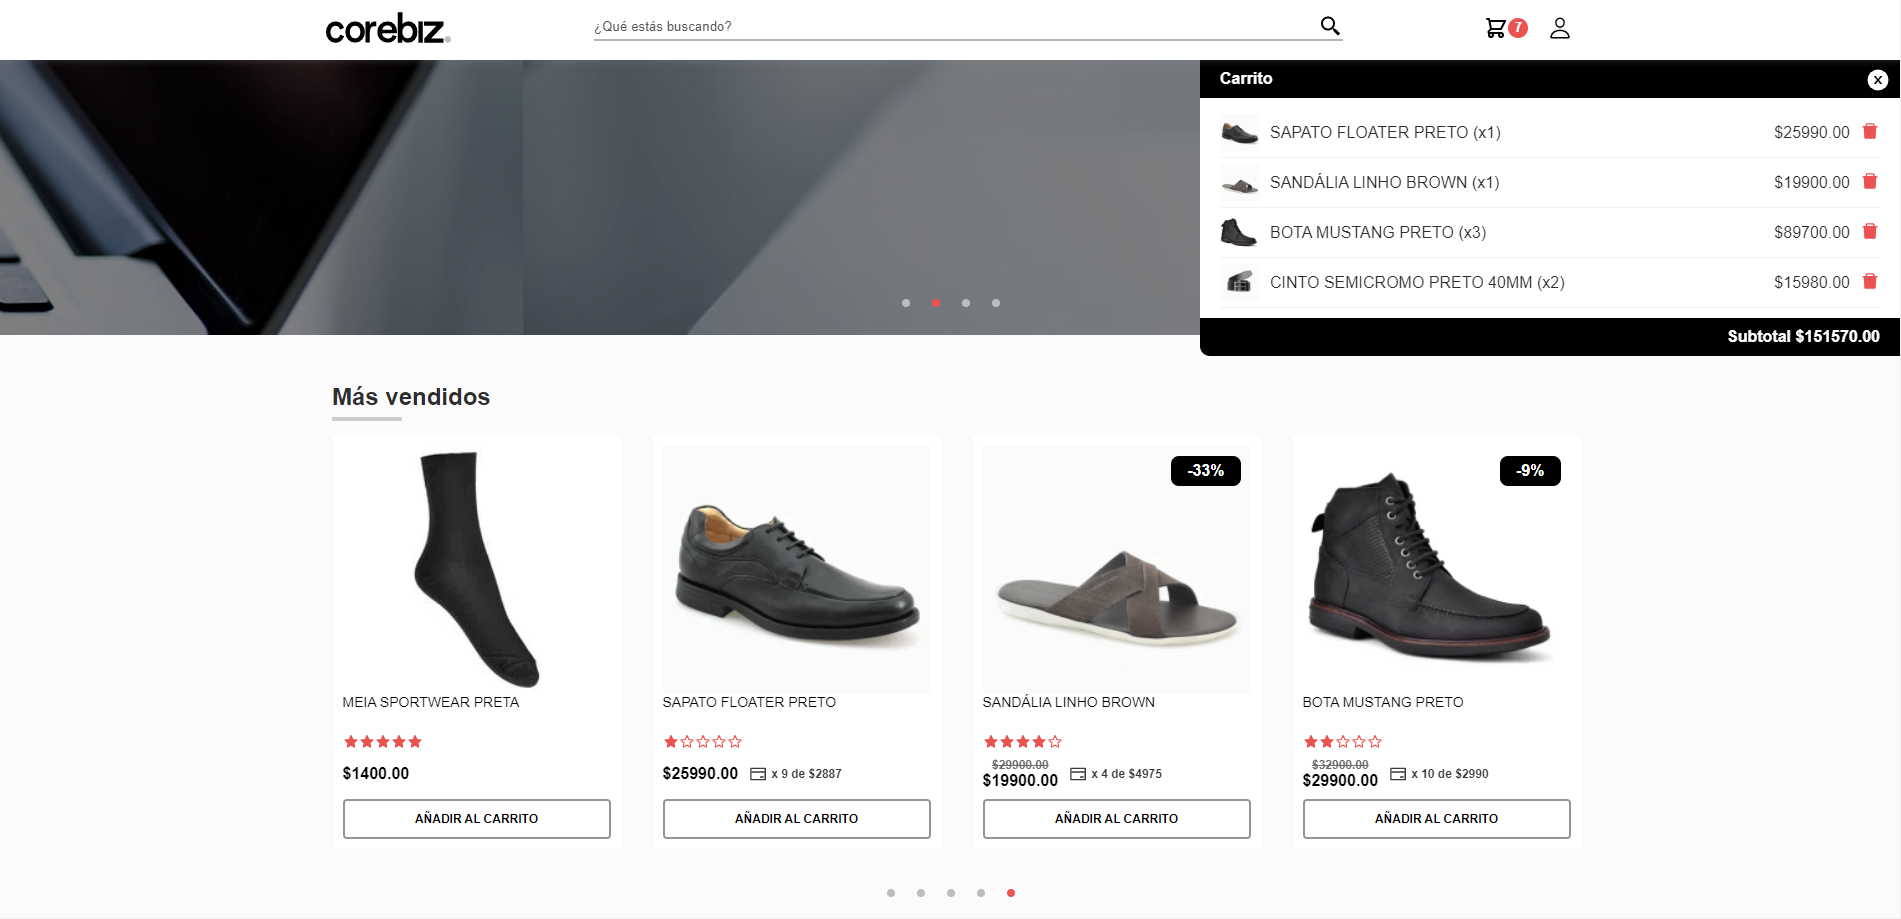 corebiz.
¿Qué estás buscando?
7
Carrito
X
SAPATO FLOATER PRETO (x1) $25990.00
SANDÁLIA LINHO BROWN (x1) $19900.00
BOTA MUSTANG PRETO (x3) $89700.00
CINTO SEMICROMO PRETO 40MM (x2) $15980.00
Subtotal $151570.00
Más vendidos
MEIA SPORTWEAR PRETA
$1400.00
AÑADIR AL CARRITO
SAPATO FLOATER PRETO
$25990.00 x 9 de $2887
AÑADIR AL CARRITO
-33%
SANDÁLIA LINHO BROWN
$29900.00
$19900.00 x 4 de $4975
AÑADIR AL CARRITO
-9%
BOTA MUSTANG PRETO
$32900.00
$29900.00 x 10 de $2990
AÑADIR AL CARRITO